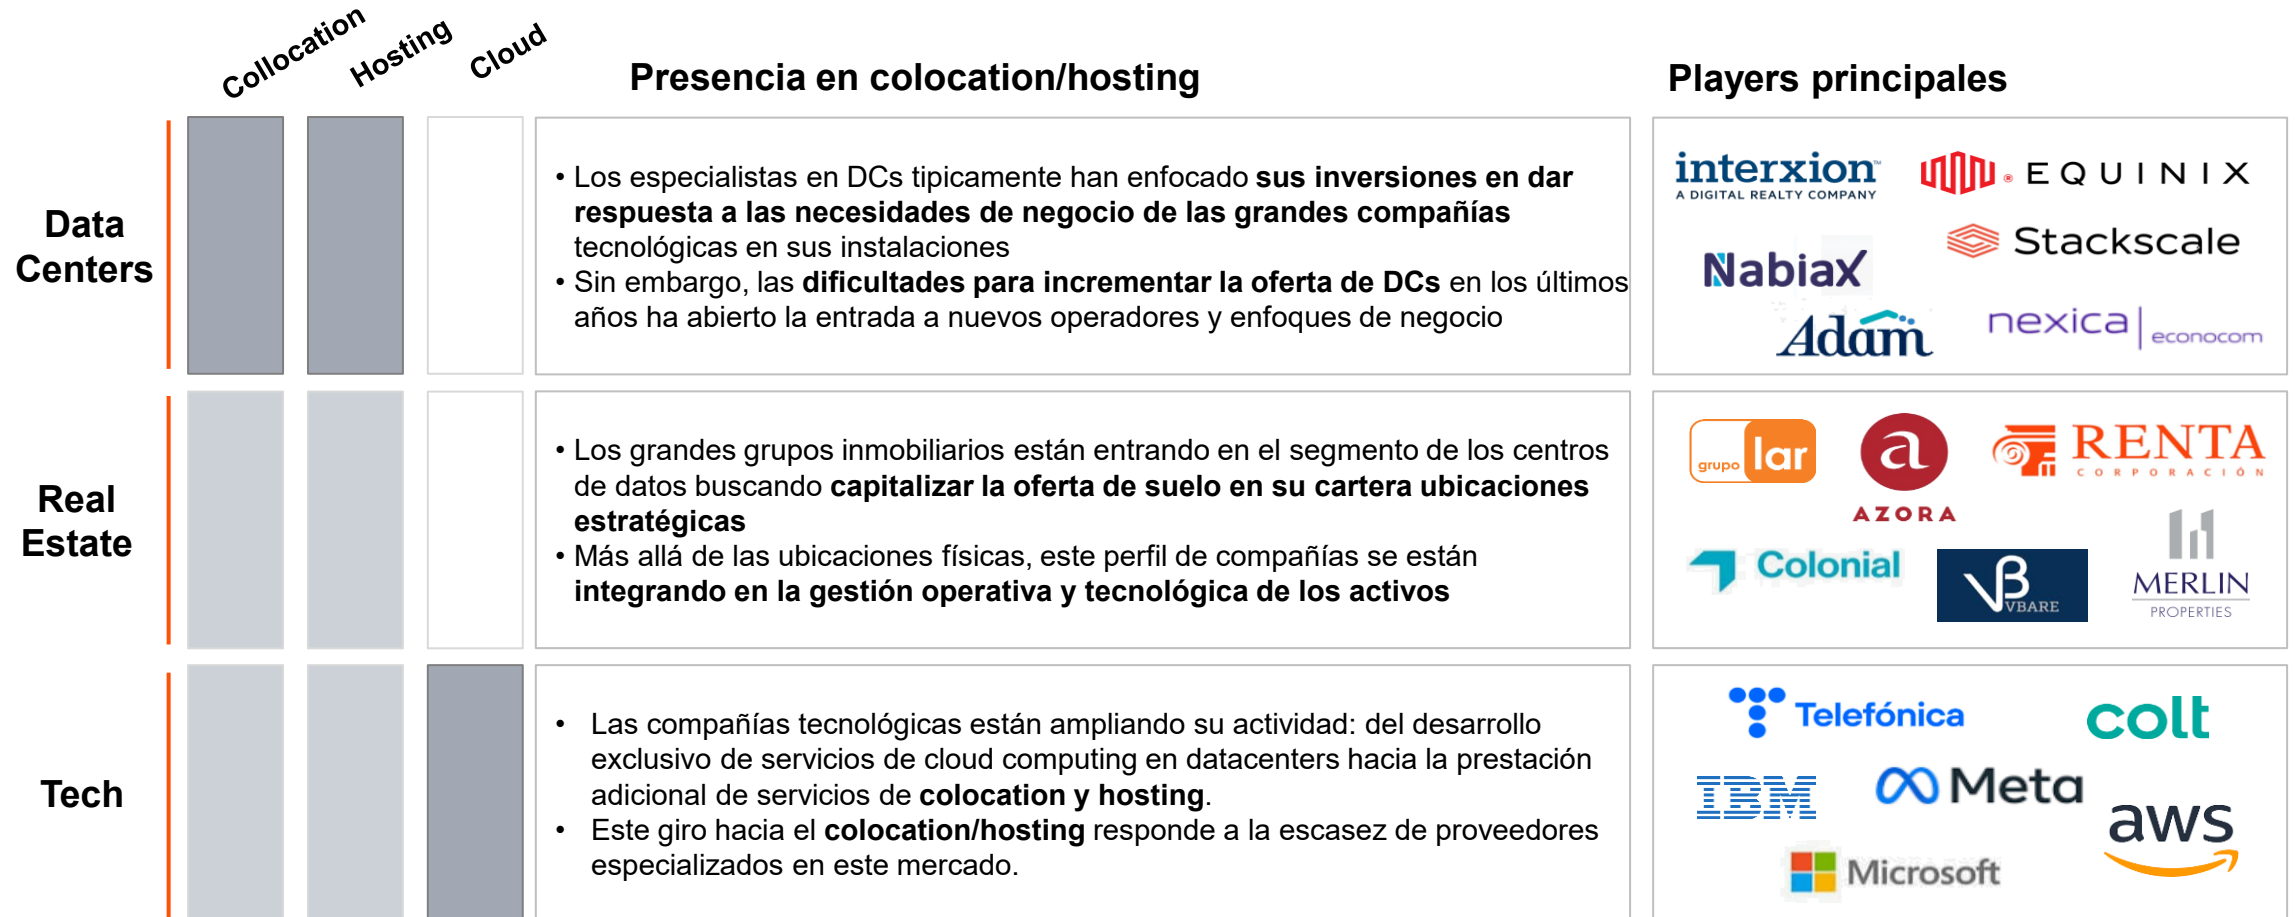 Collocation
Hosting
Cloud
Presencia en colocation/hosting
Players principales
Data
Centers
• Los especialistas en DCs tipicamente han enfocado sus inversiones en dar
respuesta a las necesidades de negocio de las grandes compañías
tecnológicas en sus instalaciones
• Sin embargo, las dificultades para incrementar la oferta de DCs en los últimos
años ha abierto la entrada a nuevos operadores y enfoques de negocio
interxion™
A DIGITAL REALTY COMPANY
® EQUINIX
Stackscale
NabiaX
Adam
nexica | econocom
Real
Estate
• Los grandes grupos inmobiliarios están entrando en el segmento de los centros
de datos buscando capitalizar la oferta de suelo en su cartera ubicaciones
estratégicas
• Más allá de las ubicaciones físicas, este perfil de compañías se están
integrando en la gestión operativa y tecnológica de los activos
grupo lar
a
AZORA
RENTA
CORPORACIÓN
Colonial
VB
VBARE
MERLIN
PROPERTIES
Tech
• Las compañías tecnológicas están ampliando su actividad: del desarrollo
exclusivo de servicios de cloud computing en datacenters hacia la prestación
adicional de servicios de colocation y hosting.
• Este giro hacia el colocation/hosting responde a la escasez de proveedores
especializados en este mercado.
Telefónica
colt
IBM
Meta
aws
Microsoft